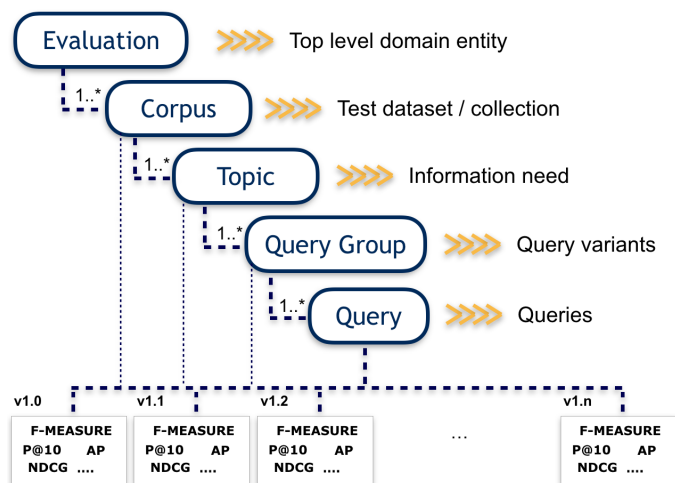 Evaluation
Top level domain entity
1..*
Corpus
Test dataset / collection
1..*
Topic
Information need
1..*
Query Group
Query variants
1..*
Query
Queries
v1.0
v1.1
v1.2
v1.n
F-MEASURE
P@10 AP
NDCG ....
F-MEASURE
P@10 AP
NDCG ....
F-MEASURE
P@10 AP
NDCG ....
...
F-MEASURE
P@10 AP
NDCG ....